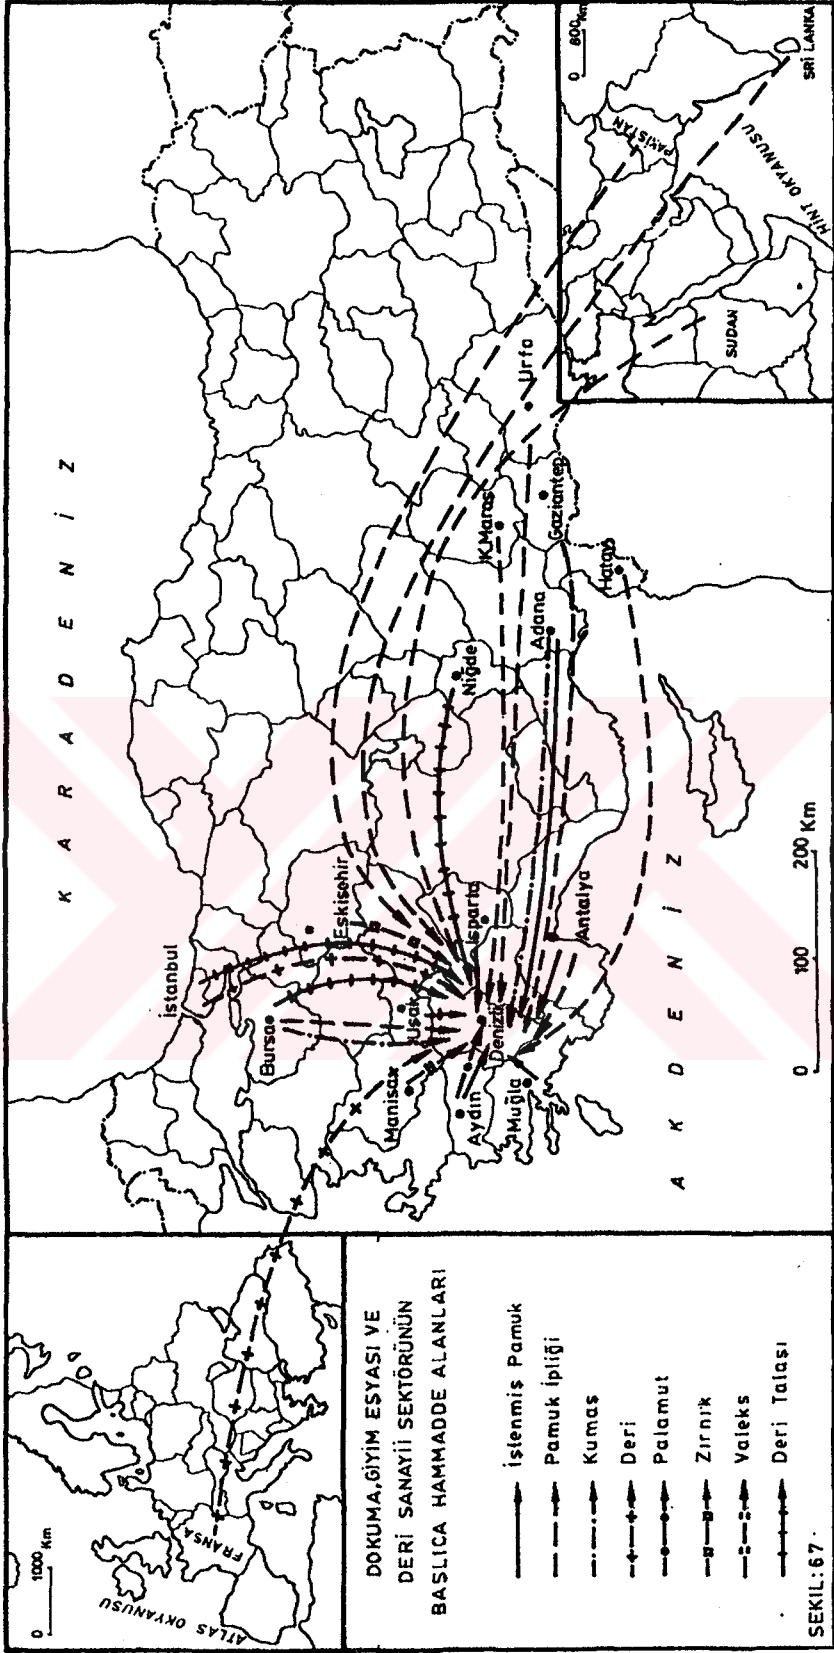 KARADENİZ
AKDENİZ
İstanbul
Bursa
Eskişehir
Uşak
Manisa
Aydın
Muğla
Denizli
Isparta
Antalya
Niğde
Adana
K.Maraş
Gaziantep
Hatay
Urfa
0 100 200 Km
0 800 Km
PAKİSTAN
SRİ LANKA
HİNT OKYANUSU
SUDAN
0 1000 Km
ATLAS OKYANUSU
FRANSA
DOKUMA,GİYİM EŞYASI VE
DERİ SANAYİİ SEKTÖRÜNÜN
BAŞLICA HAMMADDE ALANLARI
İşlenmiş Pamuk
Pamuk İpliği
Kumaş
Deri
Palamut
Zırnık
Valeks
Deri Talaşı
ŞEKİL:67